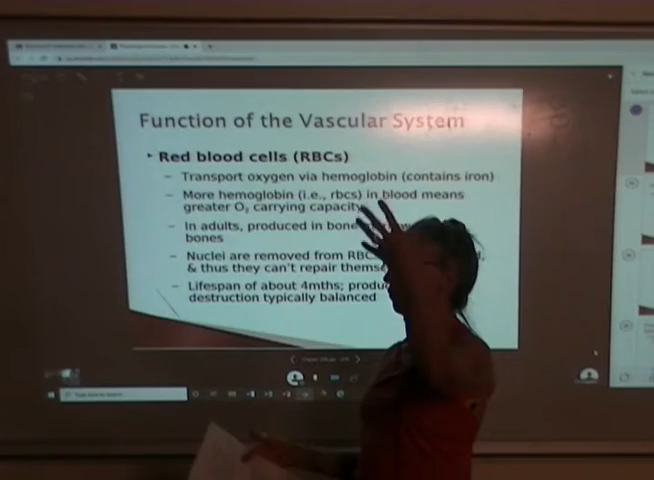 Function of the Vascular System
Red blood cells (RBCs)
– Transport oxygen via hemoglobin (contains iron)
– More hemoglobin (i.e., rbcs) in blood means
greater O₂ carrying capacity
– In adults, produced in bone
bones
– Nuclei are removed from RBC
& thus they can't repair themse
– Lifespan of about 4mths; produ
destruction typically balanced